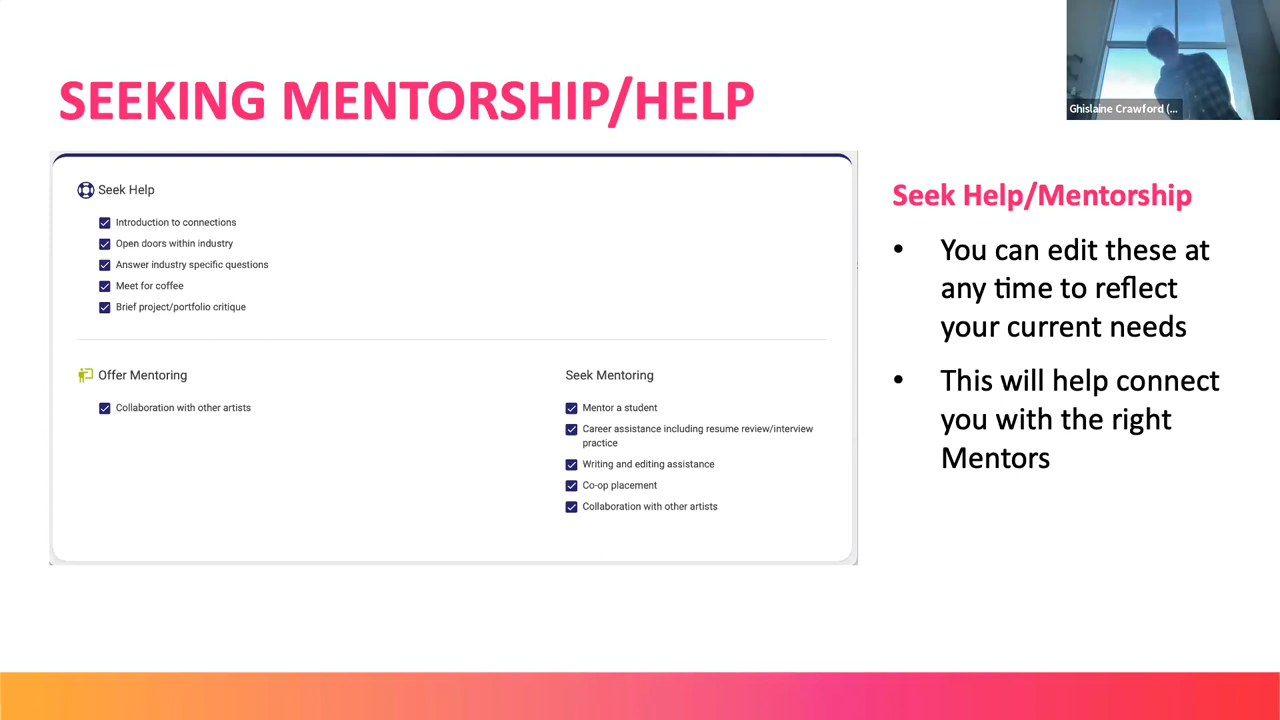 SEEKING MENTORSHIP/HELP
Ghislaine Crawford (...
Seek Help
Introduction to connections
Open doors within industry
Answer industry specific questions
Meet for coffee
Brief project/portfolio critique
Offer Mentoring
Collaboration with other artists
Seek Mentoring
Mentor a student
Career assistance including resume review/interview
practice
Writing and editing assistance
Co-op placement
Collaboration with other artists
Seek Help/Mentorship
• You can edit these at
any time to reflect
your current needs
• This will help connect
you with the right
Mentors